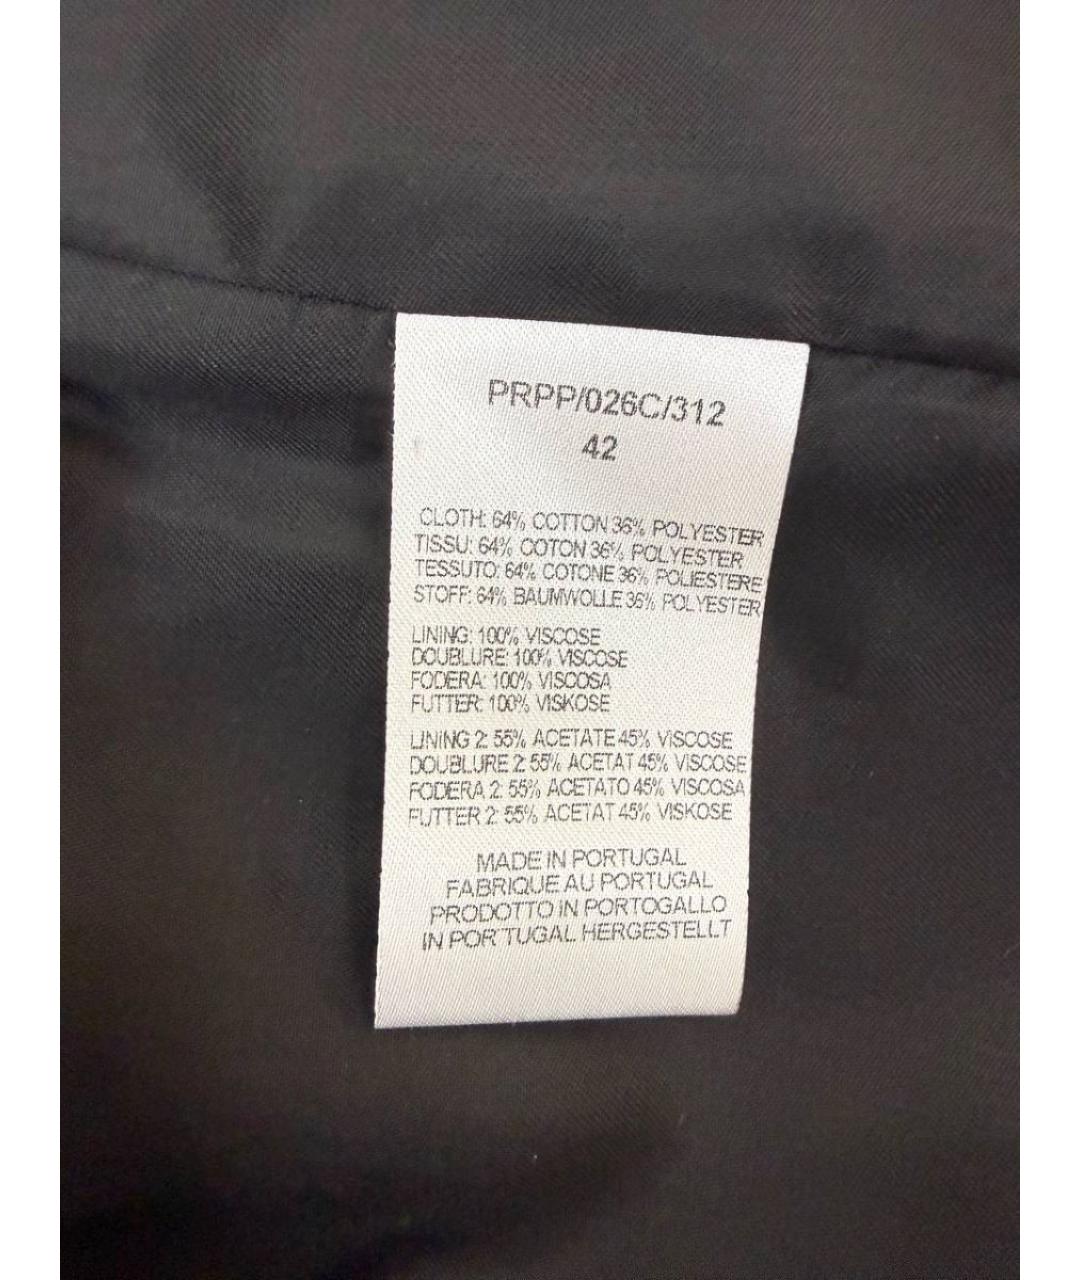 PRPP/026C/312
42
CLOTH: 64% COTTON 36% POLYESTER
TISSU: 64% COTON 36% POLYESTER
TESSUTO: 64% COTONE 36% POLIESTERE
STOFF: 64% BAUMWOLLE 36% POLYESTER
LINING: 100% VISCOSE
DOUBLURE: 100% VISCOSE
FODERA: 100% VISCOSA
FUTTER: 100% VISKOSE
LINING 2: 55% ACETATE 45% VISCOSE
DOUBLURE 2: 55% ACETAT 45% VISCOSE
FODERA 2: 55% ACETATO 45% VISCOSA
FUTTER 2: 55% ACETAT 45% VISKOSE
MADE IN PORTUGAL
FABRIQUE AU PORTUGAL
PRODOTTO IN PORTOGALLO
IN PORTUGAL HERGESTELLT